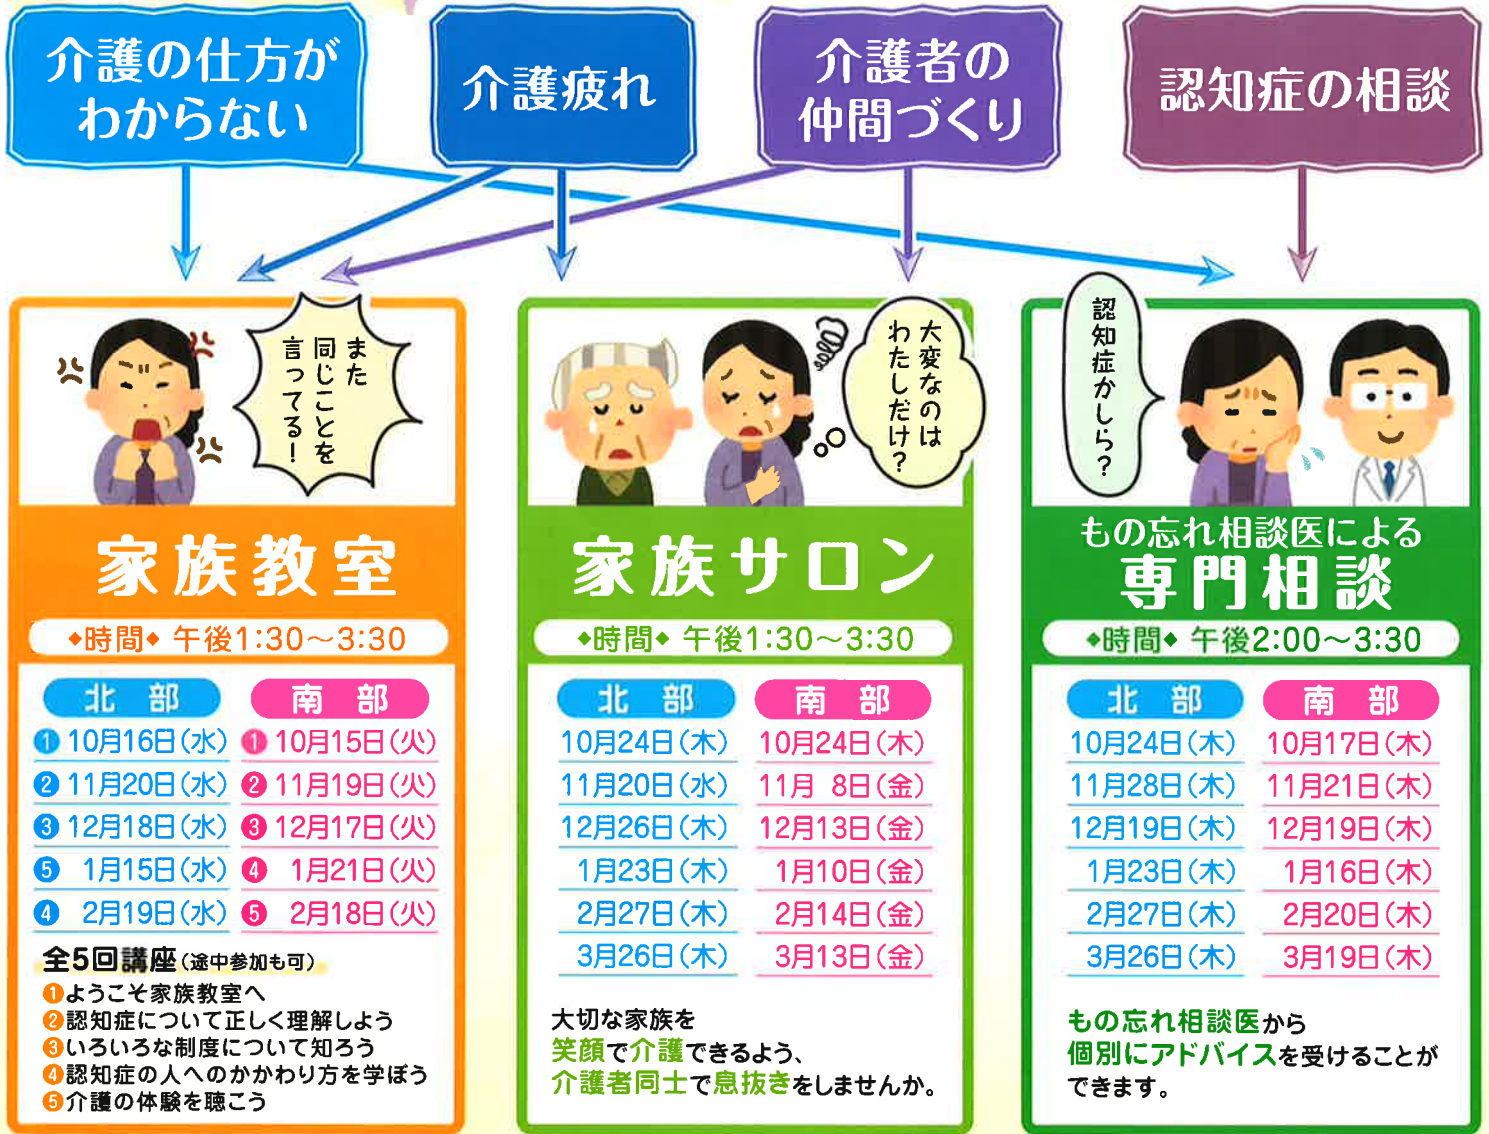 介護の仕方が
わからない
介護疲れ
介護者の
仲間づくり
認知症の相談
また
同じことを
言ってる！
家族教室
◆時間◆ 午後1:30～3:30
北部
❶ 10月16日(水)
❷ 11月20日(水)
❸ 12月18日(水)
❺ 1月15日(水)
❹ 2月19日(水)
南部
❶ 10月15日(火)
❷ 11月19日(火)
❸ 12月17日(火)
❹ 1月21日(火)
❺ 2月18日(火)
全5回講座(途中参加も可)
❶ようこそ家族教室へ
❷認知症について正しく理解しよう
❸いろいろな制度について知ろう
❹認知症の人へのかかわり方を学ぼう
❺介護の体験を聴こう
大変なのは
わたしだけ？
家族サロン
◆時間◆ 午後1:30～3:30
北部
10月24日(木)
11月20日(水)
12月26日(木)
1月23日(木)
2月27日(木)
3月26日(木)
南部
10月24日(木)
11月 8日(金)
12月13日(金)
1月10日(金)
2月14日(金)
3月13日(金)
大切な家族を
笑顔で介護できるよう、
介護者同士で息抜きをしませんか。
認知症かしら？
もの忘れ相談医による
専門相談
◆時間◆ 午後2:00～3:30
北部
10月24日(木)
11月28日(木)
12月19日(木)
1月23日(木)
2月27日(木)
3月26日(木)
南部
10月17日(木)
11月21日(木)
12月19日(木)
1月16日(木)
2月20日(木)
3月19日(木)
もの忘れ相談医から
個別にアドバイスを受けることが
できます。